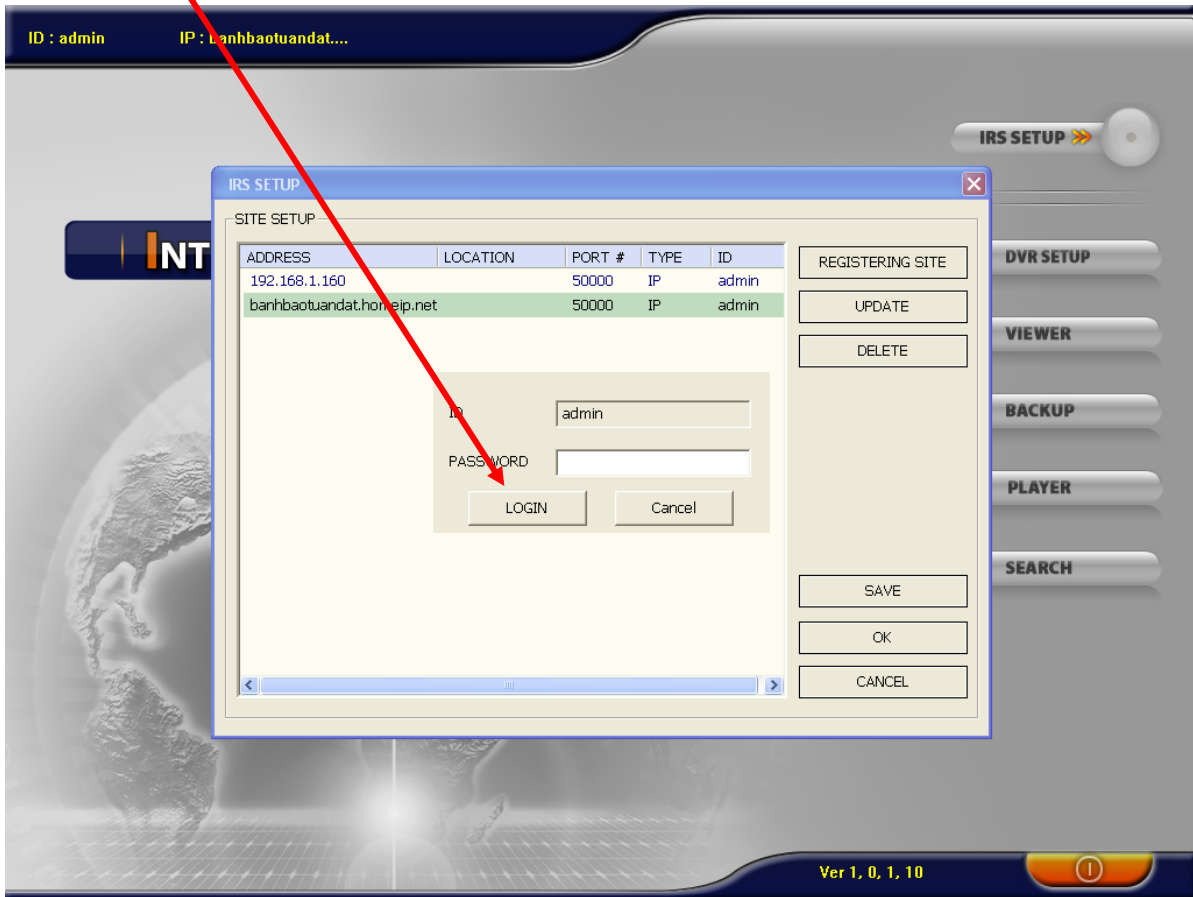 ID : admin IP : banhbaotuandat....
IRS SETUP
IRS SETUP
SITE SETUP
INT
ADDRESS LOCATION PORT # TYPE ID
192.168.1.160 50000 IP admin
banhbaotuandat.homeip.net 50000 IP admin
REGISTERING SITE
UPDATE
DELETE
ID admin
PASSWORD
LOGIN Cancel
SAVE
OK
CANCEL
DVR SETUP
VIEWER
BACKUP
PLAYER
SEARCH
Ver 1, 0, 1, 10